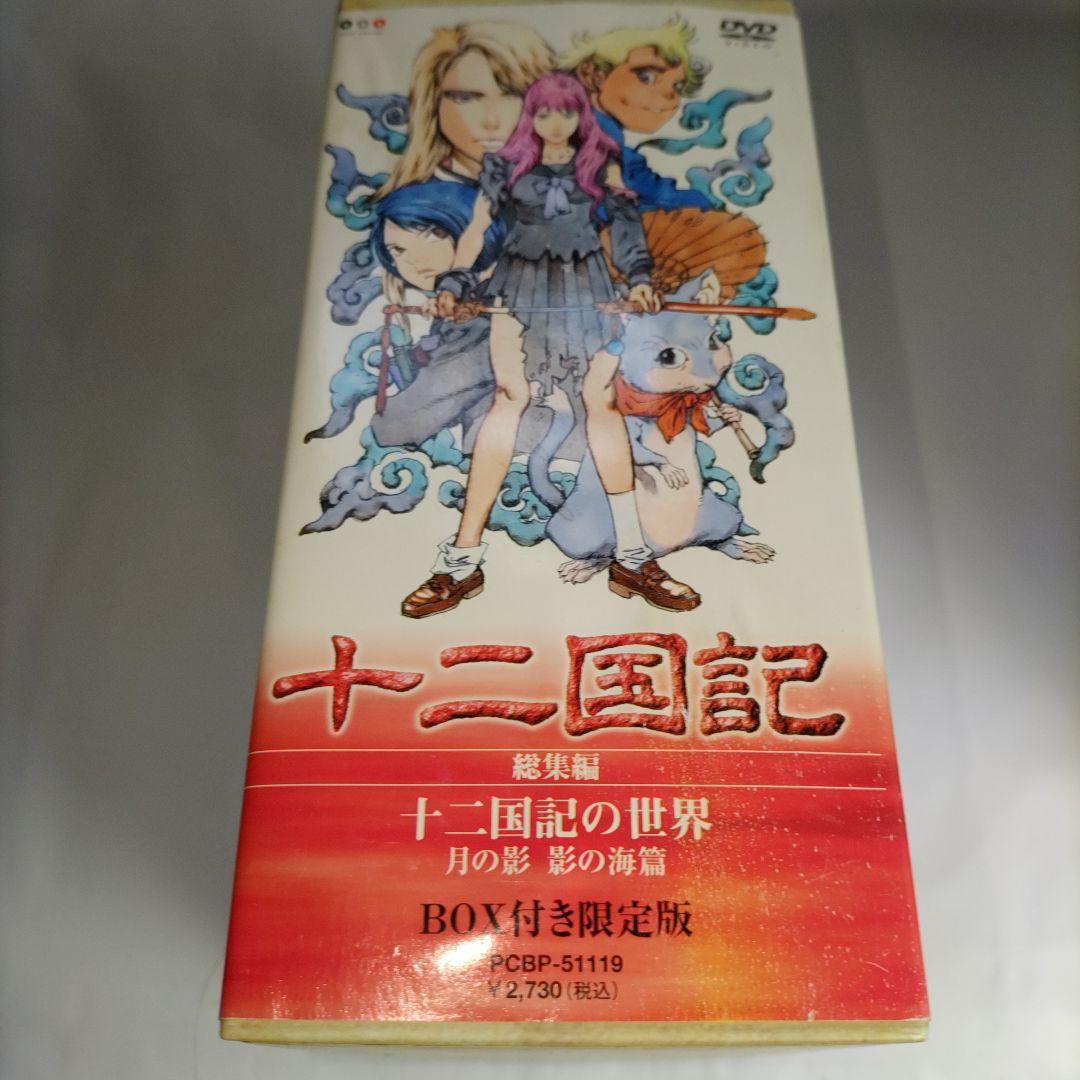 DVD
VIDEO
十二国記
総集編
十二国記の世界
月の影 影の海篇
BOX付き限定版
PCBP-51119
¥2,730(税込)